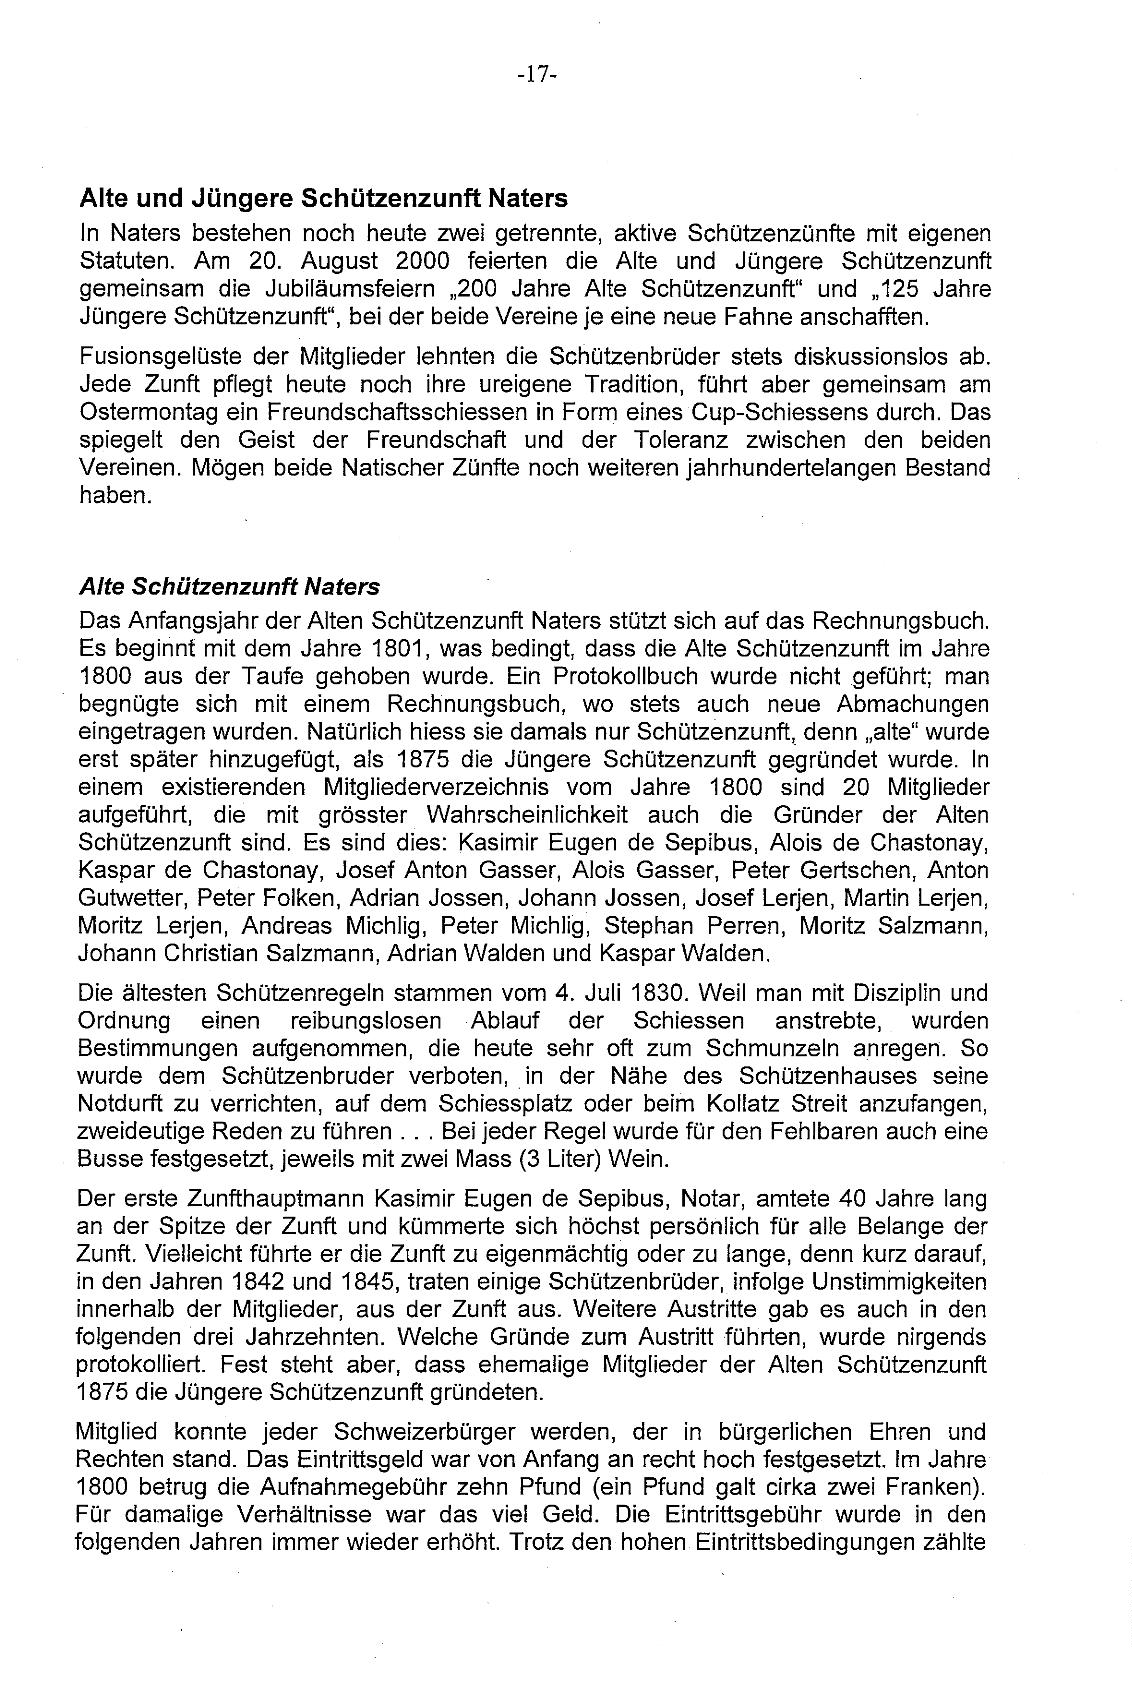 -17-
Alte und Jüngere Schützenzunft Naters
In Naters bestehen noch heute zwei getrennte, aktive Schützenzünfte mit eigenen
Statuten. Am 20. August 2000 feierten die Alte und Jüngere Schützenzunft
gemeinsam die Jubiläumsfeiern „200 Jahre Alte Schützenzunft“ und „125 Jahre
Jüngere Schützenzunft“, bei der beide Vereine je eine neue Fahne anschafften.
Fusionsgelüste der Mitglieder lehnten die Schützenbrüder stets diskussionslos ab.
Jede Zunft pflegt heute noch ihre ureigene Tradition, führt aber gemeinsam am
Ostermontag ein Freundschaftsschiessen in Form eines Cup-Schiessens durch. Das
spiegelt den Geist der Freundschaft und der Toleranz zwischen den beiden
Vereinen. Mögen beide Natischer Zünfte noch weiteren jahrhundertelangen Bestand
haben.
Alte Schützenzunft Naters
Das Anfangsjahr der Alten Schützenzunft Naters stützt sich auf das Rechnungsbuch.
Es beginnt mit dem Jahre 1801, was bedingt, dass die Alte Schützenzunft im Jahre
1800 aus der Taufe gehoben wurde. Ein Protokollbuch wurde nicht geführt; man
begnügte sich mit einem Rechnungsbuch, wo stets auch neue Abmachungen
eingetragen wurden. Natürlich hiess sie damals nur Schützenzunft, denn „alte“ wurde
erst später hinzugefügt, als 1875 die Jüngere Schützenzunft gegründet wurde. In
einem existierenden Mitgliederverzeichnis vom Jahre 1800 sind 20 Mitglieder
aufgeführt, die mit grösster Wahrscheinlichkeit auch die Gründer der Alten
Schützenzunft sind. Es sind dies: Kasimir Eugen de Sepibus, Alois de Chastonay,
Kaspar de Chastonay, Josef Anton Gasser, Alois Gasser, Peter Gertschen, Anton
Gutwetter, Peter Folken, Adrian Jossen, Johann Jossen, Josef Lerjen, Martin Lerjen,
Moritz Lerjen, Andreas Michlig, Peter Michlig, Stephan Perren, Moritz Salzmann,
Johann Christian Salzmann, Adrian Walden und Kaspar Walden.
Die ältesten Schützenregeln stammen vom 4. Juli 1830. Weil man mit Disziplin und
Ordnung einen reibungslosen Ablauf der Schiessen anstrebte, wurden
Bestimmungen aufgenommen, die heute sehr oft zum Schmunzeln anregen. So
wurde dem Schützenbruder verboten, in der Nähe des Schützenhauses seine
Notdurft zu verrichten, auf dem Schiessplatz oder beim Kollatz Streit anzufangen,
zweideutige Reden zu führen . . . Bei jeder Regel wurde für den Fehlbaren auch eine
Busse festgesetzt, jeweils mit zwei Mass (3 Liter) Wein.
Der erste Zunfthauptmann Kasimir Eugen de Sepibus, Notar, amtete 40 Jahre lang
an der Spitze der Zunft und kümmerte sich höchst persönlich für alle Belange der
Zunft. Vielleicht führte er die Zunft zu eigenmächtig oder zu lange, denn kurz darauf,
in den Jahren 1842 und 1845, traten einige Schützenbrüder, infolge Unstimmigkeiten
innerhalb der Mitglieder, aus der Zunft aus. Weitere Austritte gab es auch in den
folgenden drei Jahrzehnten. Welche Gründe zum Austritt führten, wurde nirgends
protokolliert. Fest steht aber, dass ehemalige Mitglieder der Alten Schützenzunft
1875 die Jüngere Schützenzunft gründeten.
Mitglied konnte jeder Schweizerbürger werden, der in bürgerlichen Ehren und
Rechten stand. Das Eintrittsgeld war von Anfang an recht hoch festgesetzt. Im Jahre
1800 betrug die Aufnahmegebühr zehn Pfund (ein Pfund galt cirka zwei Franken).
Für damalige Verhältnisse war das viel Geld. Die Eintrittsgebühr wurde in den
folgenden Jahren immer wieder erhöht. Trotz den hohen Eintrittsbedingungen zählte